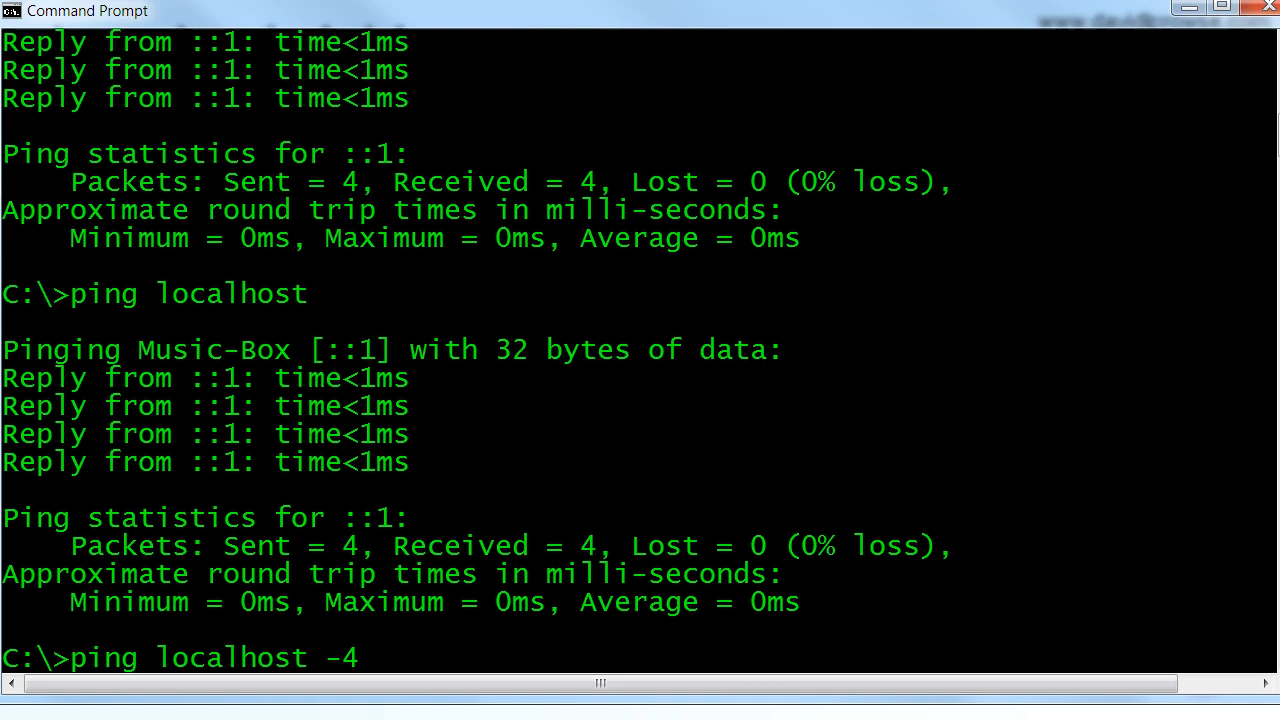 Command Prompt
Reply from ::1: time<1ms
Reply from ::1: time<1ms
Reply from ::1: time<1ms
Ping statistics for ::1:
Packets: Sent = 4, Received = 4, Lost = 0 (0% loss),
Approximate round trip times in milli-seconds:
Minimum = 0ms, Maximum = 0ms, Average = 0ms
C:\>ping localhost
Pinging Music-Box [::1] with 32 bytes of data:
Reply from ::1: time<1ms
Reply from ::1: time<1ms
Reply from ::1: time<1ms
Reply from ::1: time<1ms
Ping statistics for ::1:
Packets: Sent = 4, Received = 4, Lost = 0 (0% loss),
Approximate round trip times in milli-seconds:
Minimum = 0ms, Maximum = 0ms, Average = 0ms
C:\>ping localhost -4